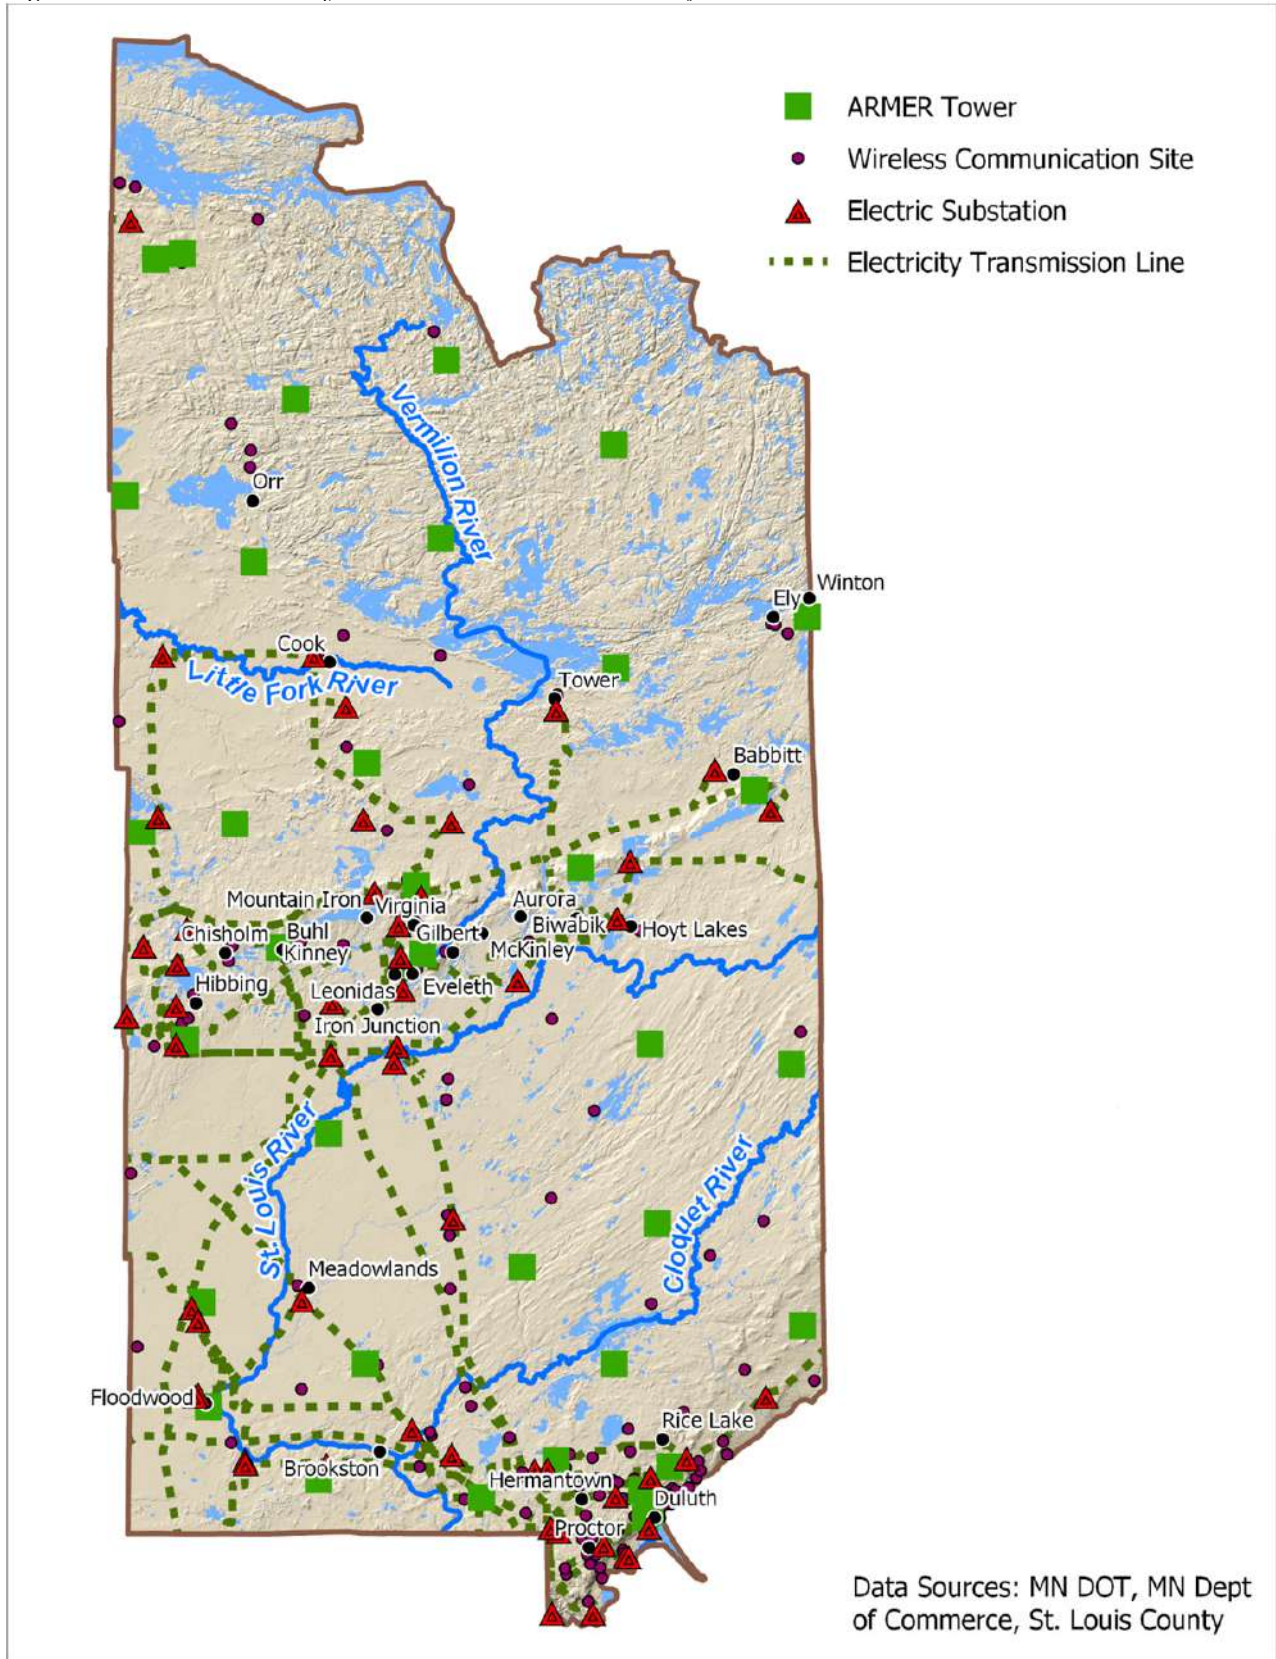 ARMER Tower
Wireless Communication Site
Electric Substation
Electricity Transmission Line
Vermilion River
Orr
Winton
Ely
Cook
Little Fork River
Tower
Babbitt
Mountain Iron
Virginia
Aurora
Chisholm
Buhl
Gilbert
Biwabik
Hoyt Lakes
Kinney
McKinley
Hibbing
Leonidas
Eveleth
Iron Junction
St. Louis River
Cloquet River
Meadowlands
Floodwood
Rice Lake
Brookston
Hermantown
Duluth
Proctor
Data Sources: MN DOT, MN Dept
of Commerce, St. Louis County